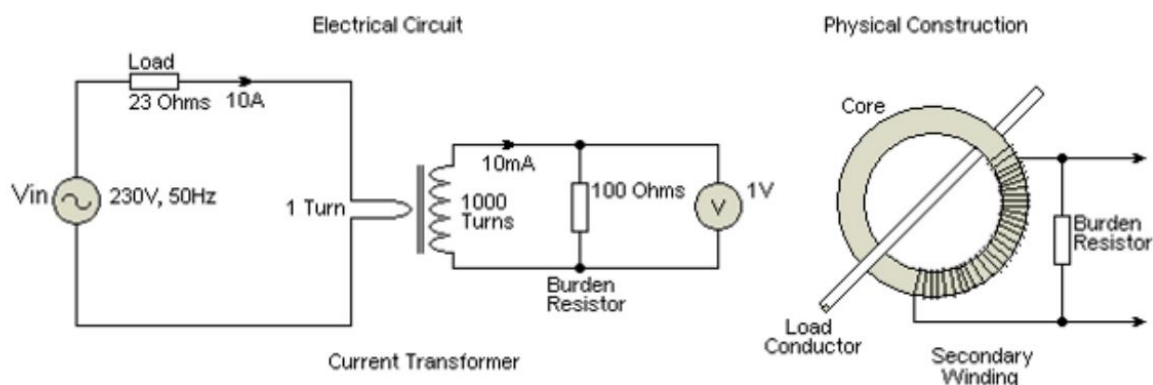 Electrical Circuit
Physical Construction
Load
23 Ohms
10A
Vin
230V, 50Hz
1 Turn
10mA
1000
Turns
100 Ohms
V
1V
Burden
Resistor
Current Transformer
Core
Burden
Resistor
Load
Conductor
Secondary
Winding